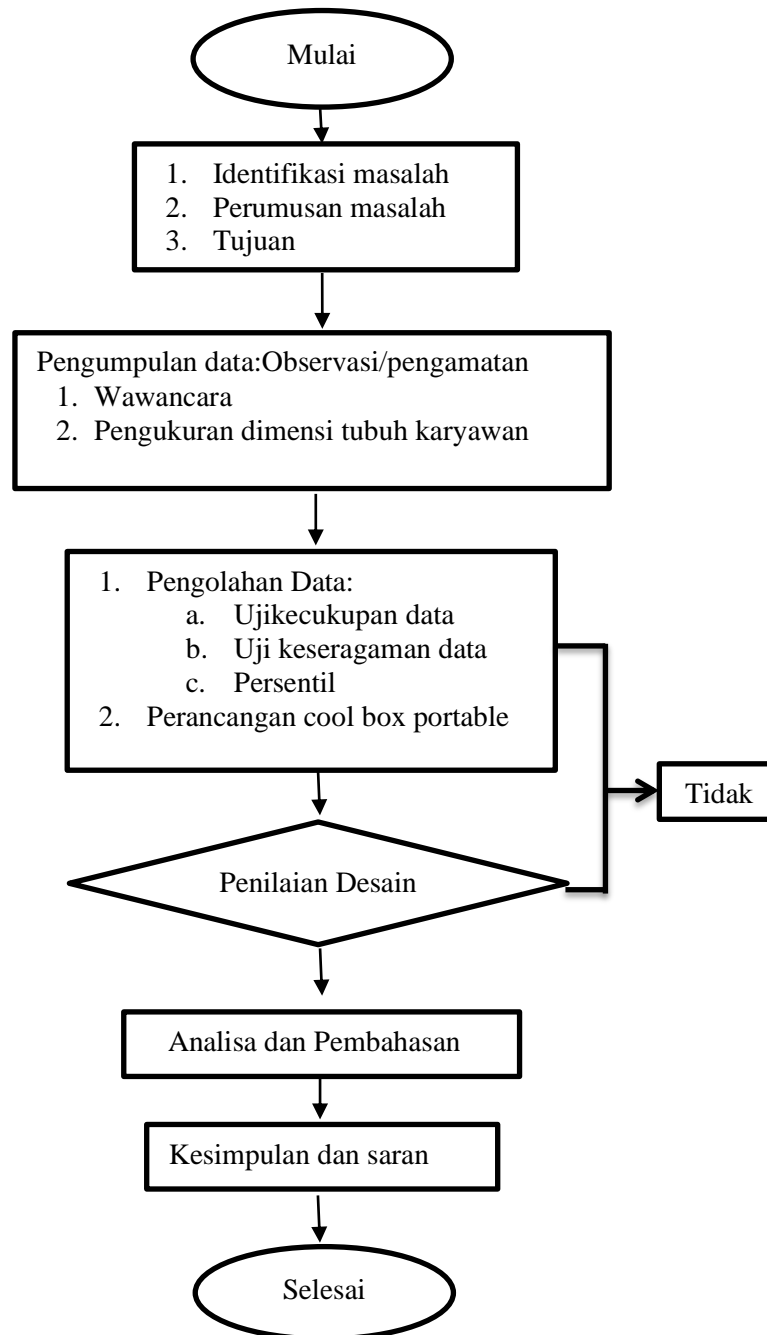 Mulai
1. Identifikasi masalah
2. Perumusan masalah
3. Tujuan
Pengumpulan data:Observasi/pengamatan
1. Wawancara
2. Pengukuran dimensi tubuh karyawan
1. Pengolahan Data:
a. Ujikecukupan data
b. Uji keseragaman data
c. Persentil
2. Perancangan cool box portable
Tidak
Penilaian Desain
Analisa dan Pembahasan
Kesimpulan dan saran
Selesai